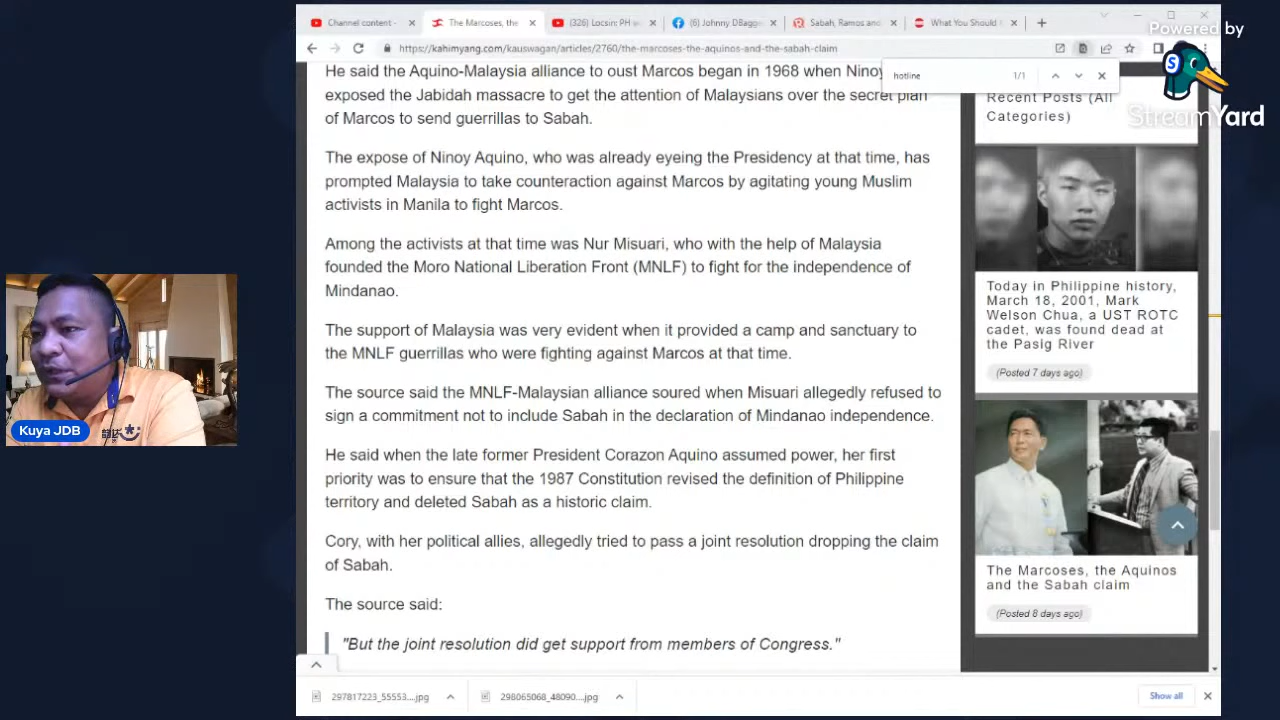 Channel content -
The Marcoses, the
(326) Locsin: PH w
(6) Johnny DBagge
Sabah, Ramos and
What You Should
Powered by
https://kahimyang.com/kauswagan/articles/2760/the-marcoses-the-aquinos-and-the-sabah-claim
hotline 1/1
StreamYard
He said the Aquino-Malaysia alliance to oust Marcos began in 1968 when Ninoy
exposed the Jabidah massacre to get the attention of Malaysians over the secret plan
of Marcos to send guerrillas to Sabah.
The expose of Ninoy Aquino, who was already eyeing the Presidency at that time, has
prompted Malaysia to take counteraction against Marcos by agitating young Muslim
activists in Manila to fight Marcos.
Among the activists at that time was Nur Misuari, who with the help of Malaysia
founded the Moro National Liberation Front (MNLF) to fight for the independence of
Mindanao.
The support of Malaysia was very evident when it provided a camp and sanctuary to
the MNLF guerrillas who were fighting against Marcos at that time.
The source said the MNLF-Malaysian alliance soured when Misuari allegedly refused to
sign a commitment not to include Sabah in the declaration of Mindanao independence.
He said when the late former President Corazon Aquino assumed power, her first
priority was to ensure that the 1987 Constitution revised the definition of Philippine
territory and deleted Sabah as a historic claim.
Cory, with her political allies, allegedly tried to pass a joint resolution dropping the claim
of Sabah.
The source said:
"But the joint resolution did get support from members of Congress."
Recent Posts (All
Categories)
Today in Philippine history,
March 18, 2001, Mark
Welson Chua, a UST ROTC
cadet, was found dead at
the Pasig River
(Posted 7 days ago)
The Marcoses, the Aquinos
and the Sabah claim
(Posted 8 days ago)
Kuya JDB
297817223_55553....jpg
298065068_48090....jpg
Show all